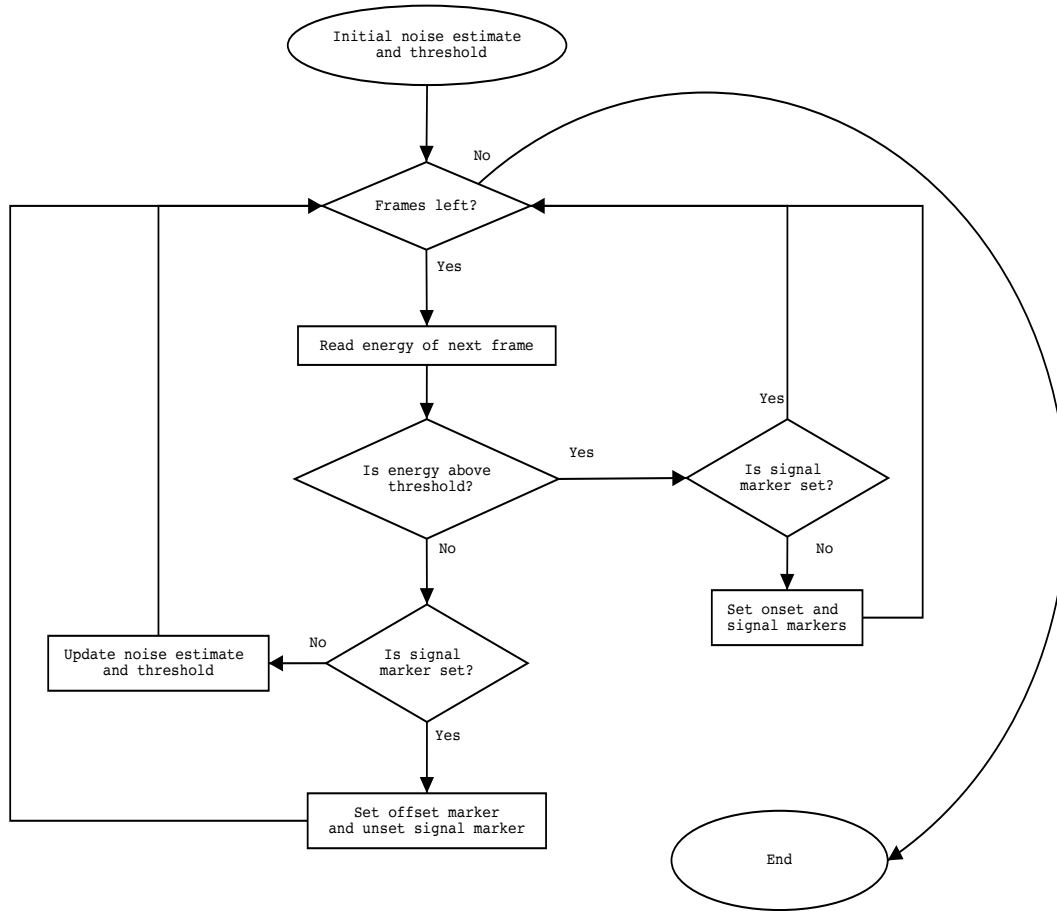 Initial noise estimate
and threshold
No
Frames left?
Yes
Read energy of next frame
Yes
Is energy above
threshold?
Yes
Is signal
marker set?
No
No
Set onset and
signal markers
No
Update noise estimate
and threshold
Is signal
marker set?
Yes
Set offset marker
and unset signal marker
End